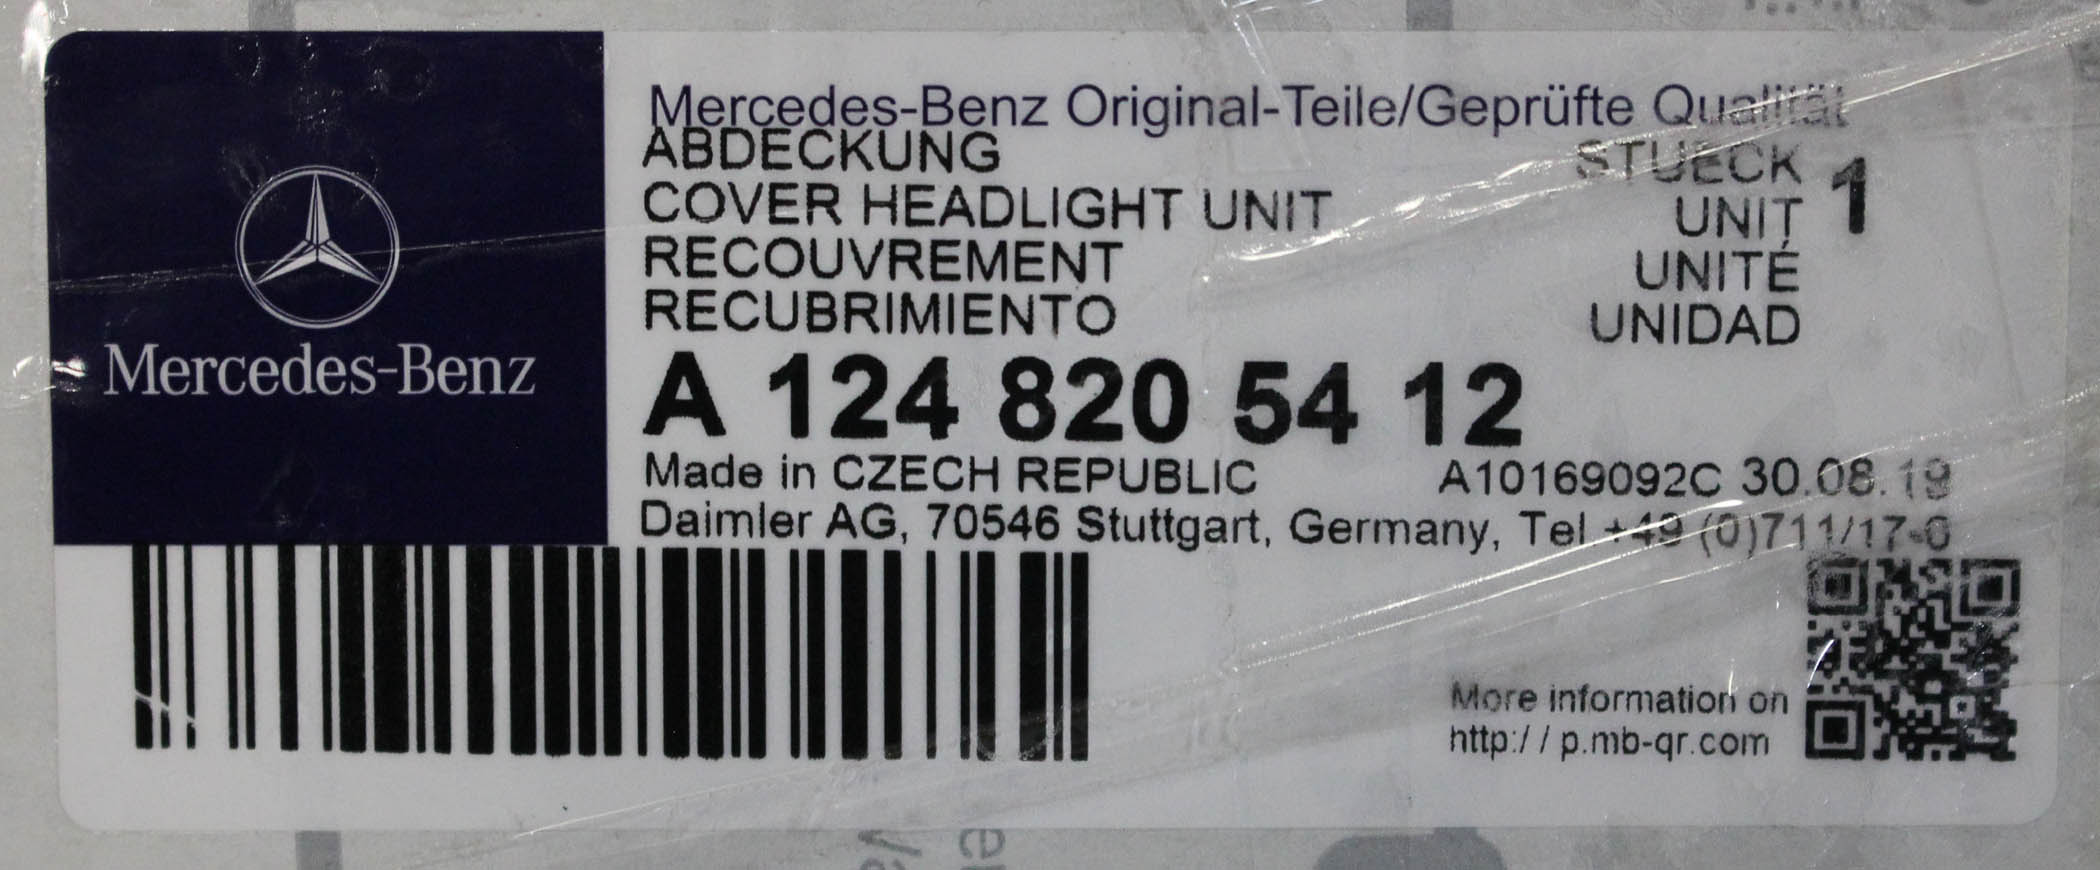 Mercedes-Benz
Mercedes-Benz Original-Teile/Geprüfte Qualität
ABDECKUNG
COVER HEADLIGHT UNIT
RECOUVREMENT
RECUBRIMIENTO
STUECK
UNIT
UNITÉ
UNIDAD
1
A 124 820 54 12
Made in CZECH REPUBLIC A10169092C 30.08.19
Daimler AG, 70546 Stuttgart, Germany, Tel +49 (0)711/17-0
More information on
http://p.mb-qr.com